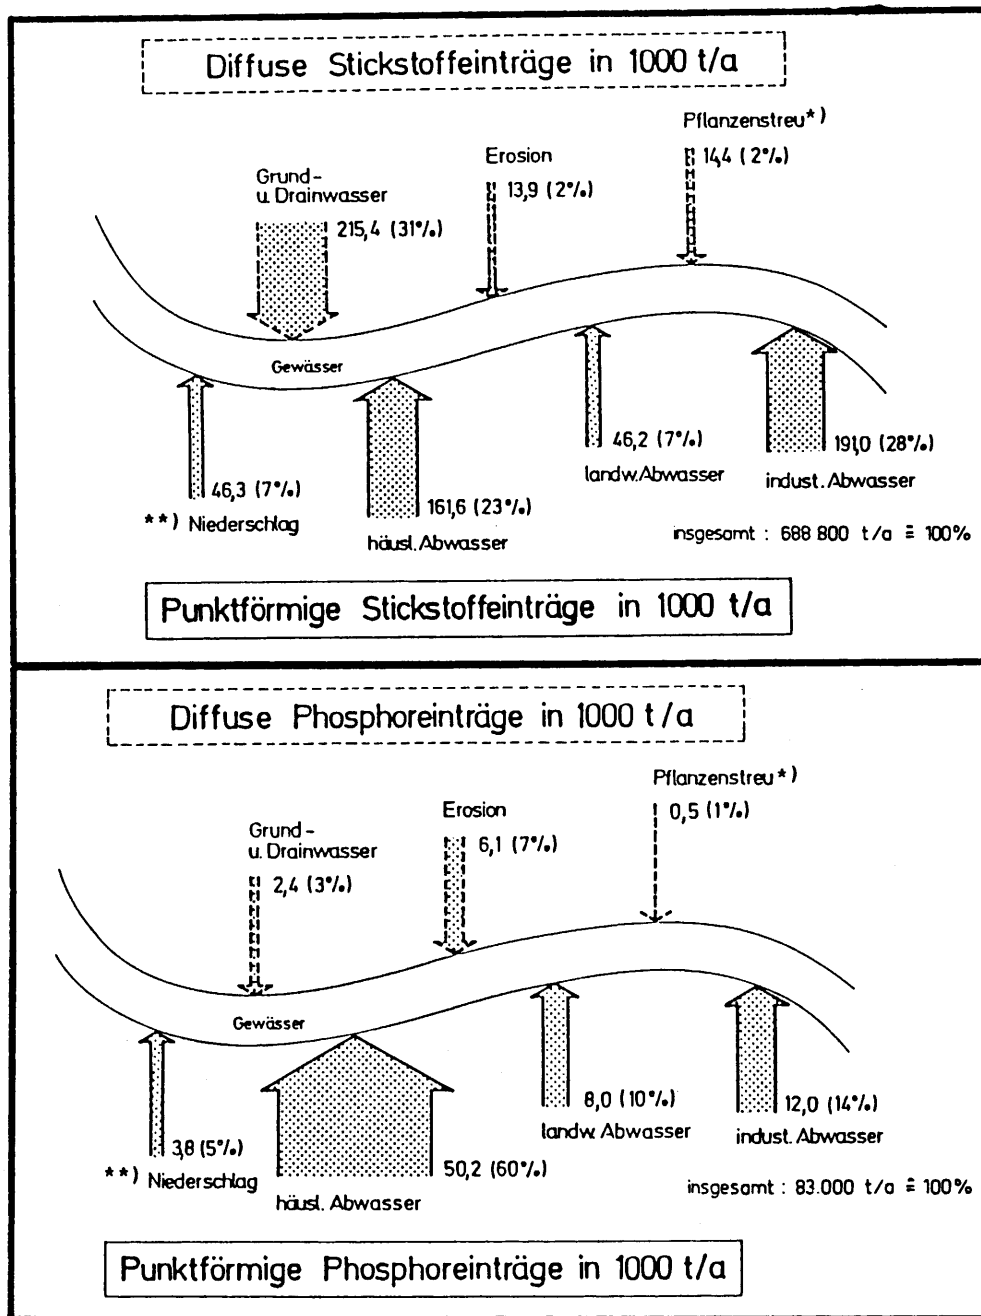 Diffuse Stickstoffeinträge in 1000 t/a
Pflanzenstreu*)
14,4 (2%)
Erosion
13,9 (2%)
Grund-
u. Drainwasser
215,4 (31%)
Gewässer
46,3 (7%)
**) Niederschlag
161,6 (23%)
häusl. Abwasser
46,2 (7%)
landw. Abwasser
191,0 (28%)
indust. Abwasser
insgesamt : 688 800 t/a ≙ 100%
Punktförmige Stickstoffeinträge in 1000 t/a
Diffuse Phosphoreinträge in 1000 t/a
Pflanzenstreu*)
0,5 (1%)
Erosion
6,1 (7%)
Grund-
u. Drainwasser
2,4 (3%)
Gewässer
3,8 (5%)
**) Niederschlag
50,2 (60%)
häusl. Abwasser
8,0 (10%)
landw. Abwasser
12,0 (14%)
indust. Abwasser
insgesamt : 83.000 t/a ≙ 100%
Punktförmige Phosphoreinträge in 1000 t/a